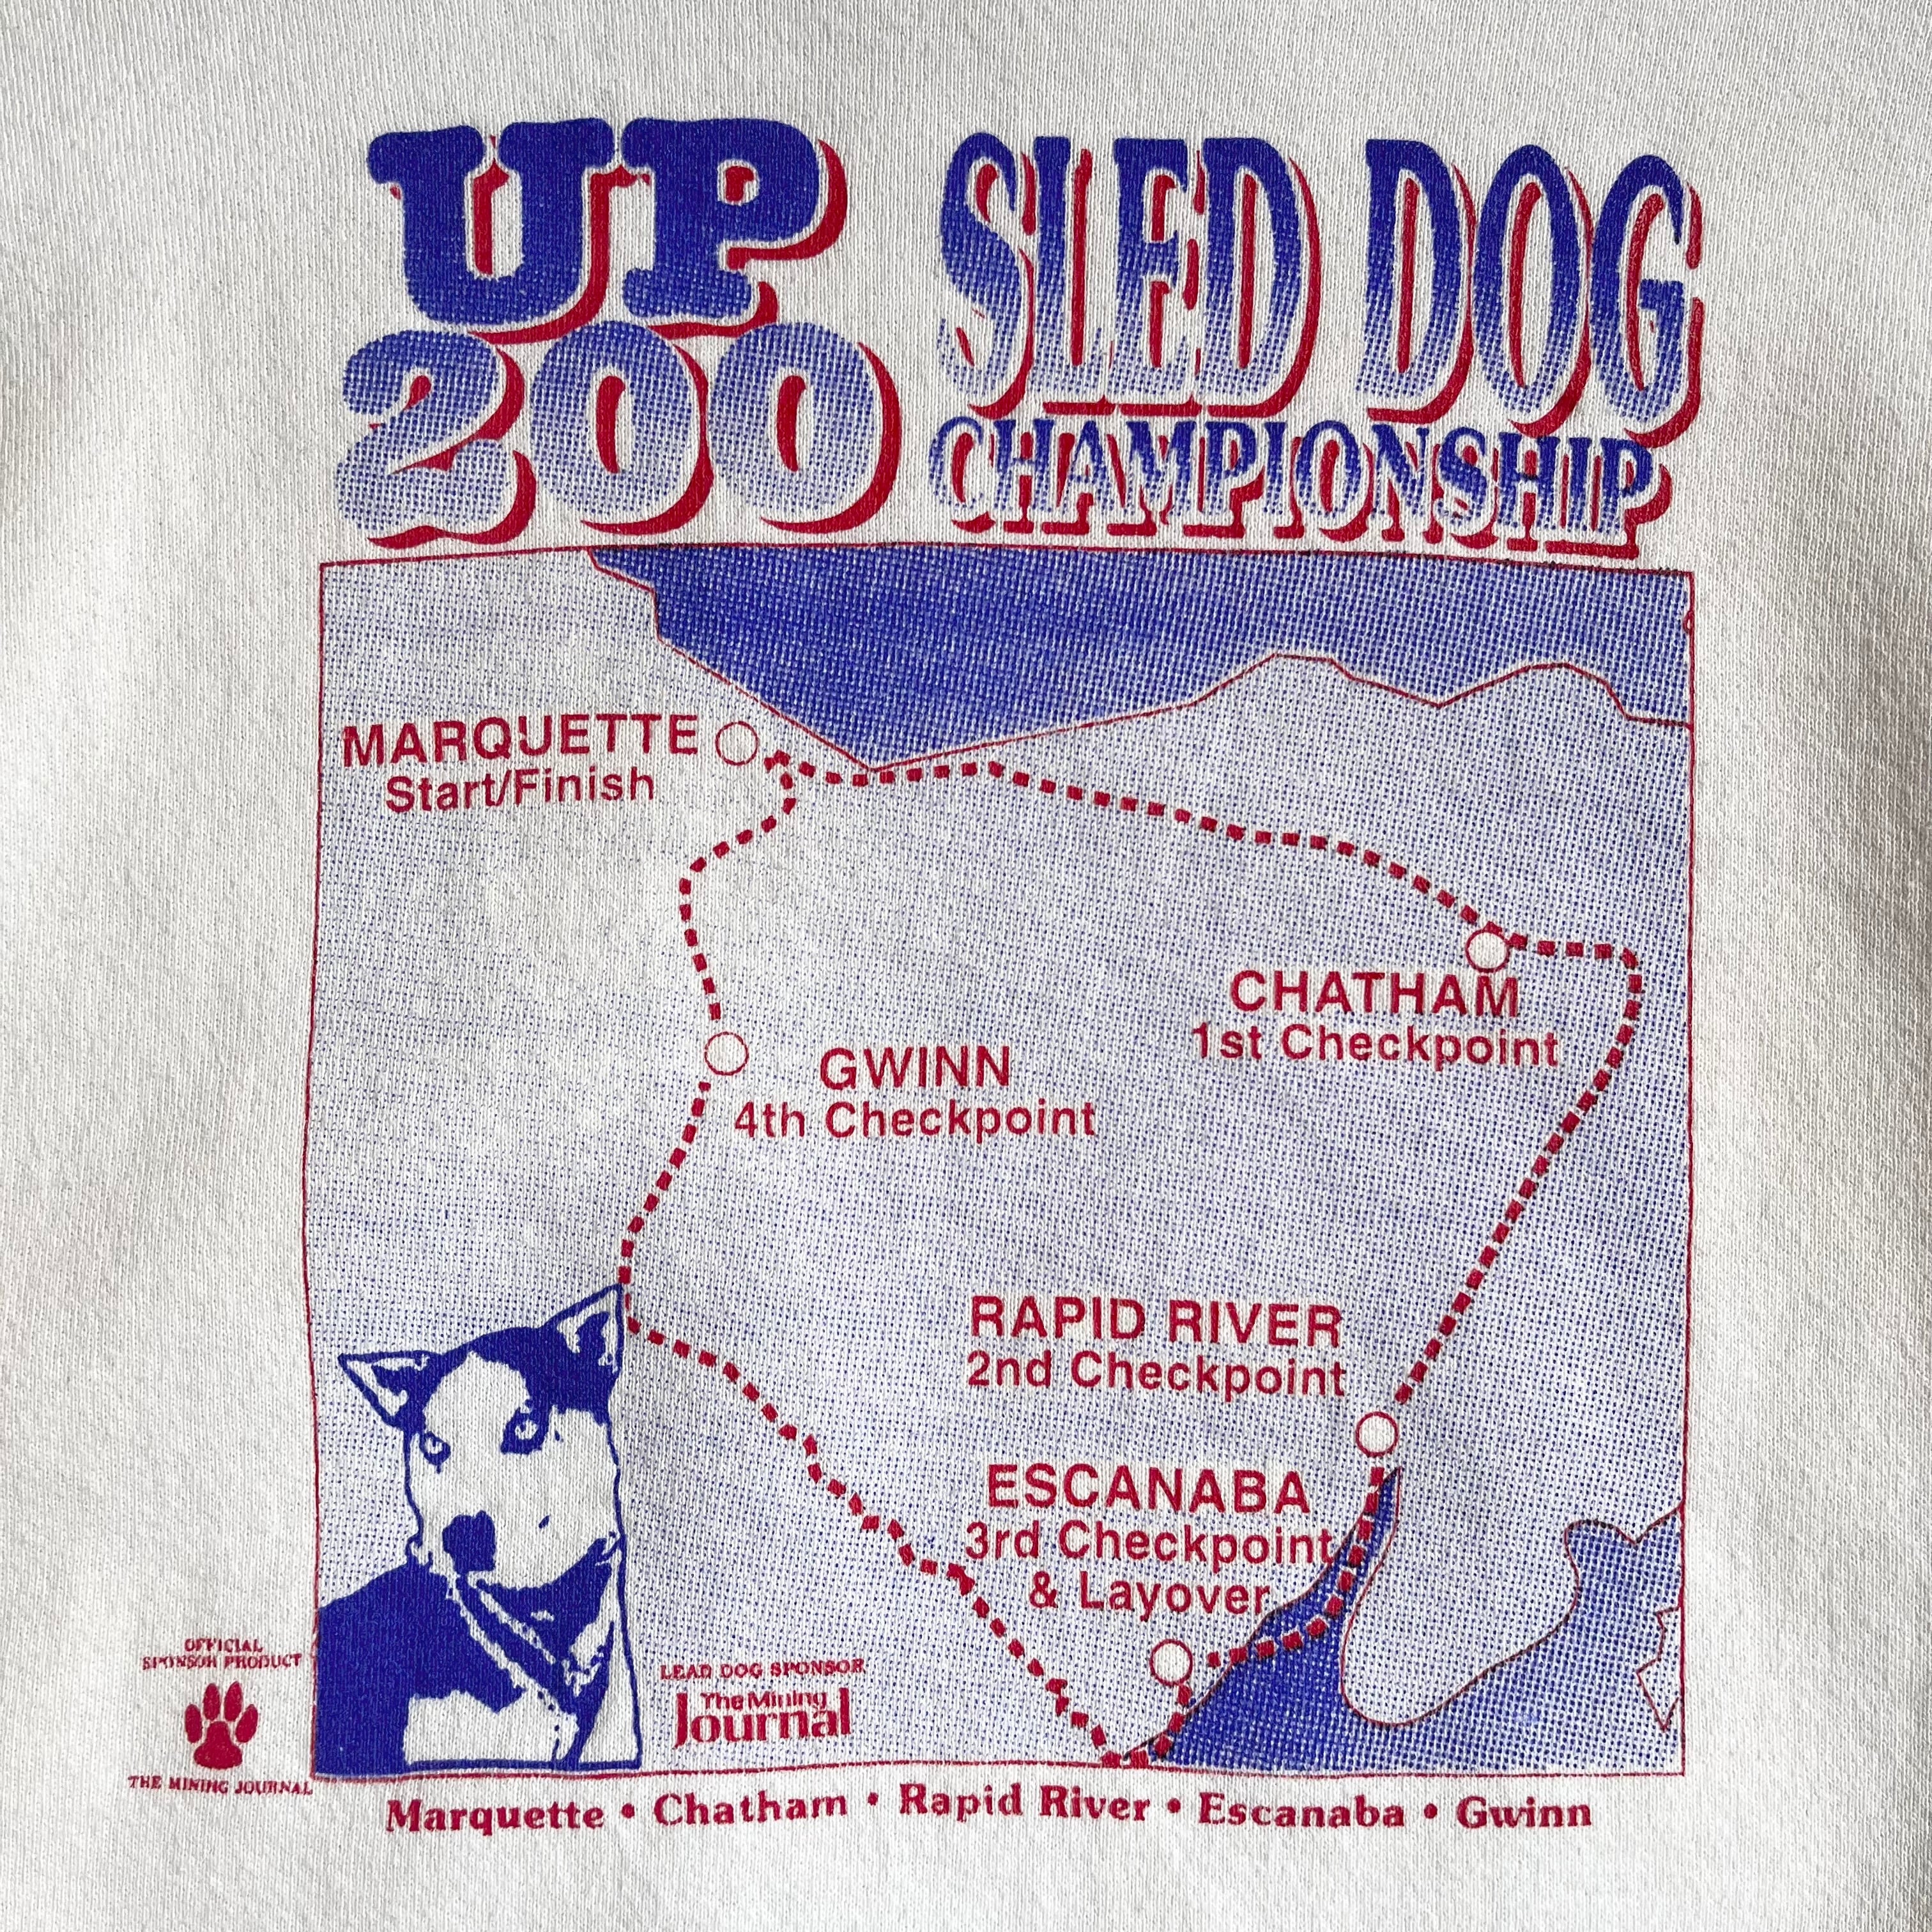 UP
200
SLED DOG
CHAMPIONSHIP
MARQUETTE
Start/Finish
CHATHAM
1st Checkpoint
GWINN
4th Checkpoint
RAPID RIVER
2nd Checkpoint
ESCANABA
3rd Checkpoint
& Layover
OFFICIAL
SPONSOR PRODUCT
THE MINING JOURNAL
LEAD DOG SPONSOR
The Mining
Journal
Marquette • Chatham • Rapid River • Escanaba • Gwinn